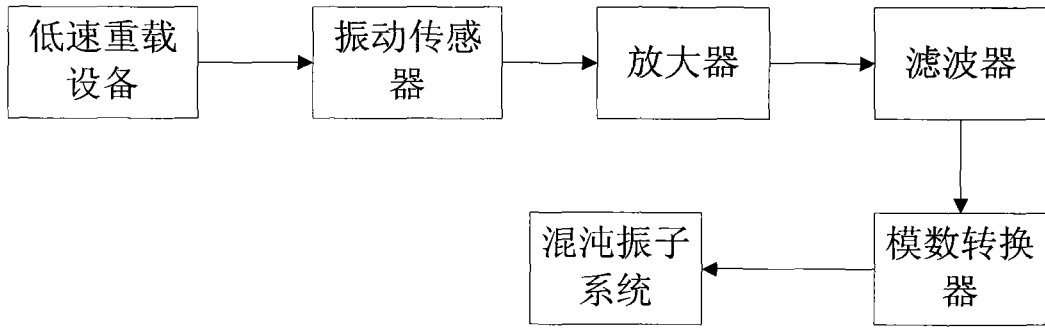 低速重载
设备
振动传感
器
放大器
滤波器
模数转换
器
混沌振子
系统